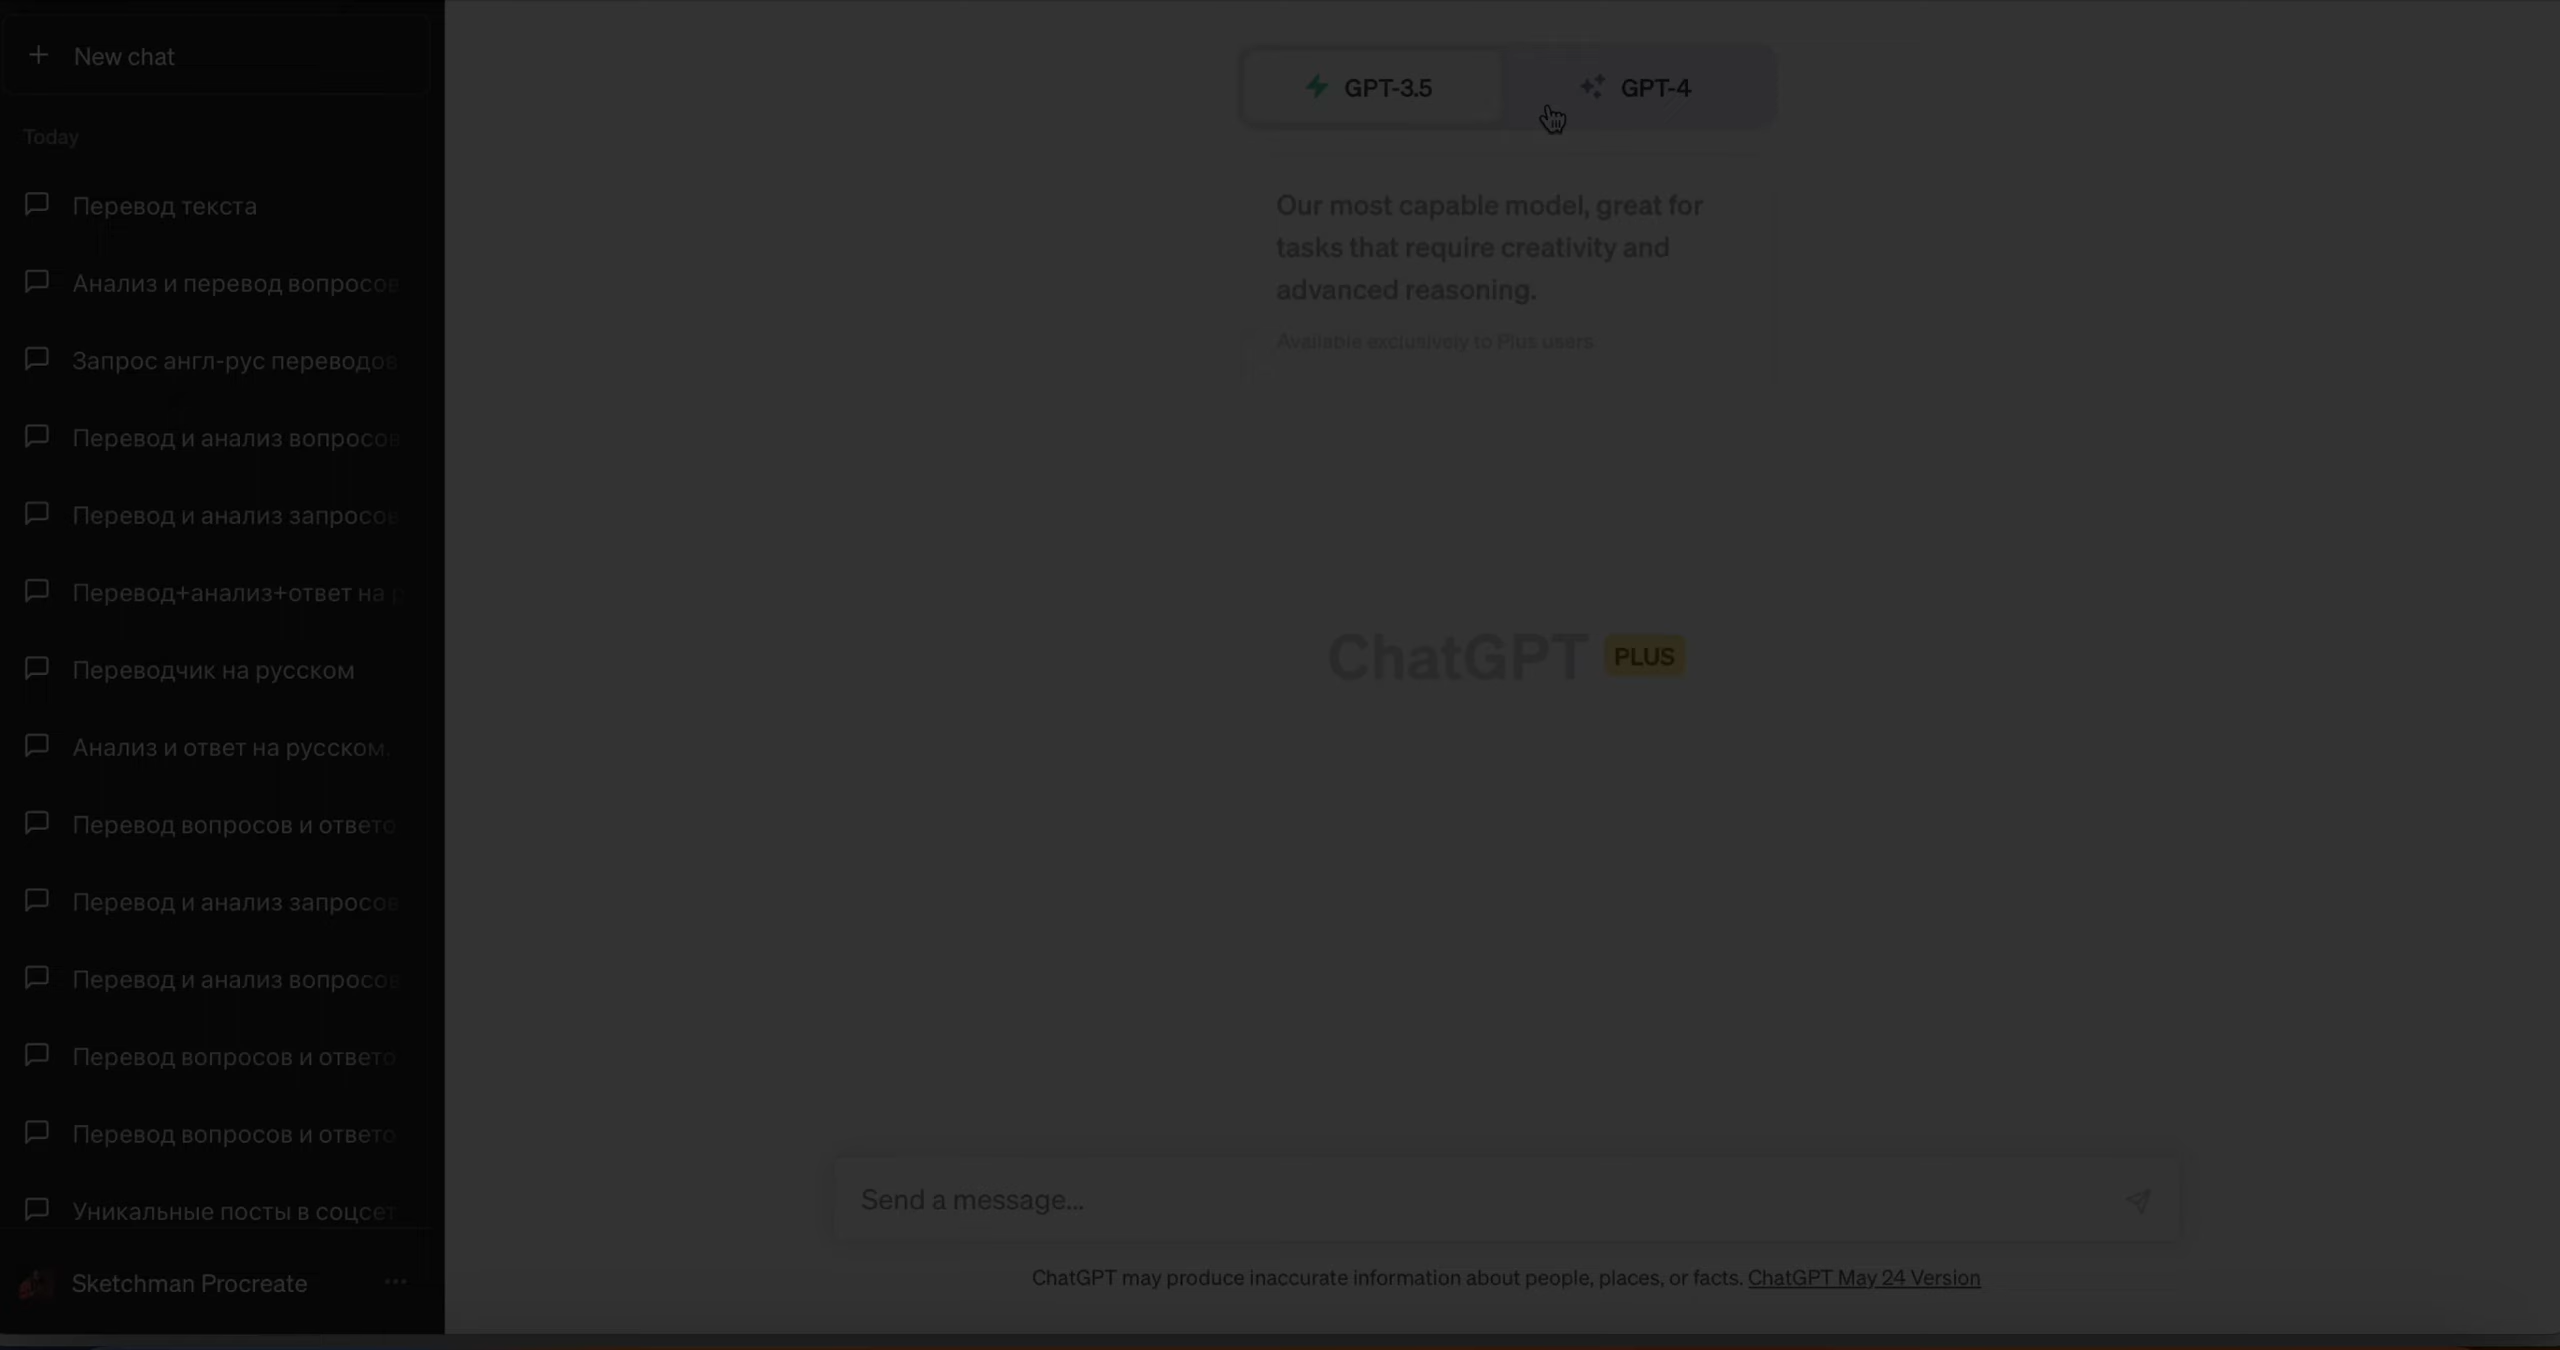 New chat
Today
Перевод текста
Анализ и перевод вопросов
Запрос англ-рус переводов
Перевод и анализ вопросов
Перевод и анализ запросов
Перевод+анализ+ответ на р
Переводчик на русском
Анализ и ответ на русском.
Перевод вопросов и ответо
Перевод и анализ запросов
Перевод и анализ вопросов
Перевод вопросов и ответо
Перевод вопросов и ответо
Уникальные посты в соцсет
Sketchman Procreate
GPT-3.5
GPT-4
Our most capable model, great for
tasks that require creativity and
advanced reasoning.
Available exclusively to Plus users
ChatGPT PLUS
Send a message...
ChatGPT may produce inaccurate information about people, places, or facts. ChatGPT May 24 Version